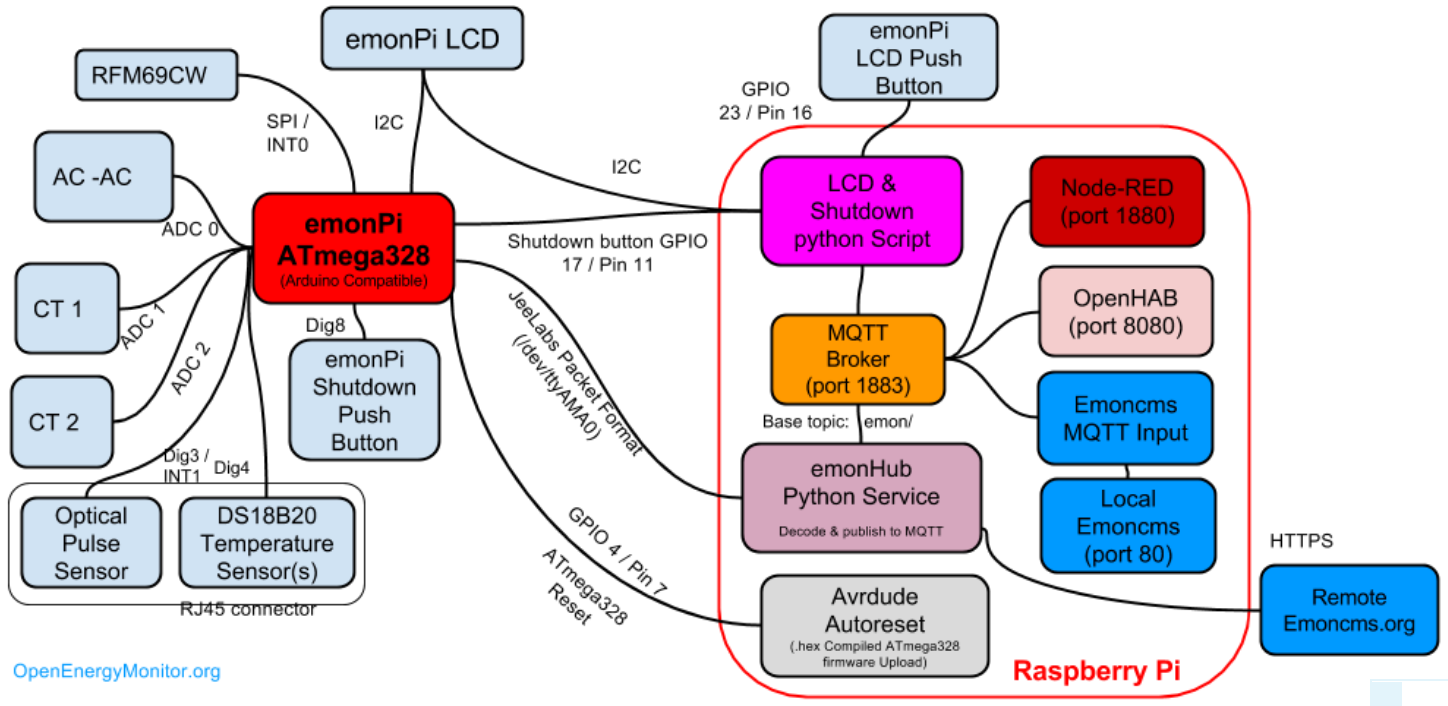 emonPi LCD
RFM69CW
SPI /
INT0
I2C
AC -AC
ADC 0
CT 1
ADC 1
CT 2
ADC 2
emonPi
ATmega328
(Arduino Compatible)
Dig8
emonPi
Shutdown
Push
Button
Dig3 /
INT1
Dig4
Optical
Pulse
Sensor
DS18B20
Temperature
Sensor(s)
RJ45 connector
OpenEnergyMonitor.org
I2C
Shutdown button GPIO
17 / Pin 11
JeeLabs Packet Format
(/dev/ttyAMA0)
GPIO 4 / Pin 7
ATmega328
Reset
emonPi
LCD Push
Button
GPIO
23 / Pin 16
LCD &
Shutdown
python Script
MQTT
Broker
(port 1883)
Base topic: emon/
emonHub
Python Service
Decode & publish to MQTT
Avrdude
Autoreset
(.hex Compiled ATmega328
firmware Upload)
Node-RED
(port 1880)
OpenHAB
(port 8080)
Emoncms
MQTT Input
Local
Emoncms
(port 80)
Raspberry Pi
HTTPS
Remote
Emoncms.org